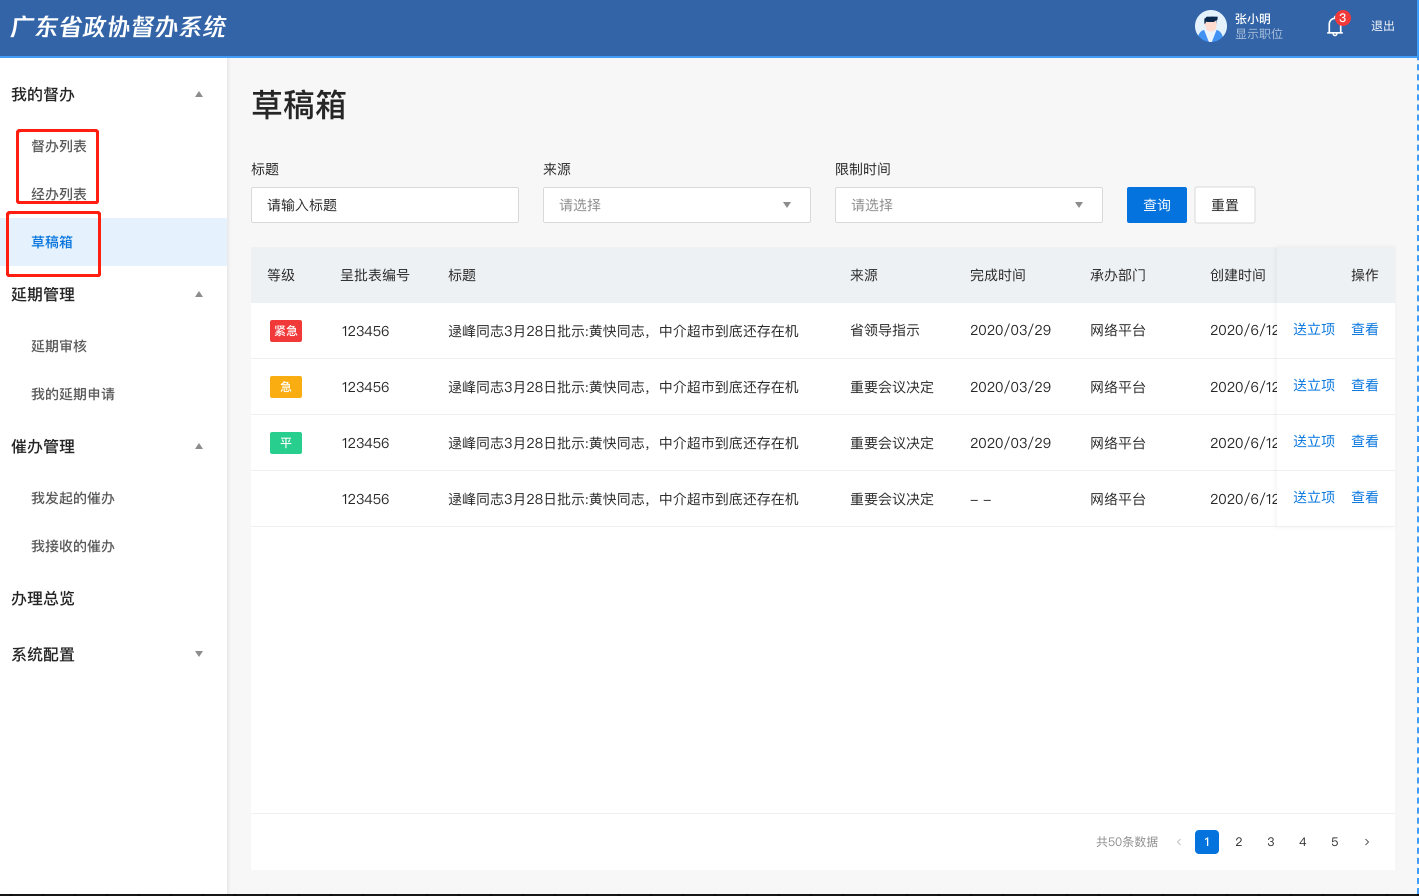 广东省政协督办系统
张小明
显示职位
3
退出
我的督办
督办列表
经办列表
草稿箱
延期管理
延期审核
我的延期申请
催办管理
我发起的催办
我接收的催办
办理总览
系统配置
草稿箱
标题 来源 限制时间
请输入标题 请选择 请选择 查询 重置
等级 呈批表编号 标题 来源 完成时间 承办部门 创建时间 操作
紧急 123456 逯峰同志3月28日批示:黄快同志，中介超市到底还存在机 省领导指示 2020/03/29 网络平台 2020/6/12 送立项 查看
急 123456 逯峰同志3月28日批示:黄快同志，中介超市到底还存在机 重要会议决定 2020/03/29 网络平台 2020/6/12 送立项 查看
平 123456 逯峰同志3月28日批示:黄快同志，中介超市到底还存在机 重要会议决定 2020/03/29 网络平台 2020/6/12 送立项 查看
123456 逯峰同志3月28日批示:黄快同志，中介超市到底还存在机 重要会议决定 – – 网络平台 2020/6/12 送立项 查看
共50条数据 ‹ 1 2 3 4 5 ›